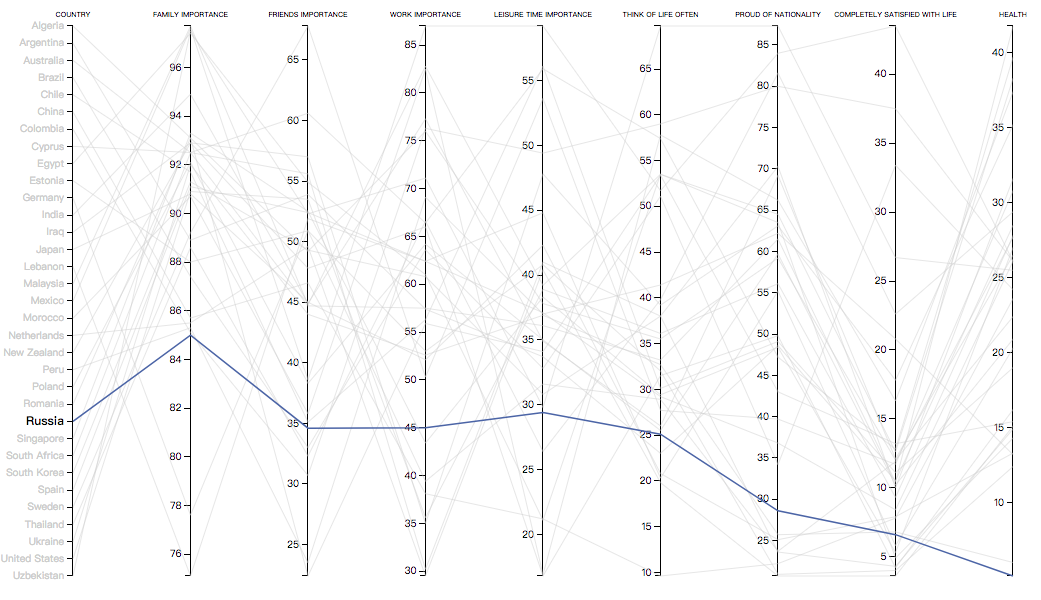 COUNTRY FAMILY IMPORTANCE FRIENDS IMPORTANCE WORK IMPORTANCE LEISURE TIME IMPORTANCE THINK OF LIFE OFTEN PROUD OF NATIONALITY COMPLETELY SATISFIED WITH LIFE HEALTH
Algeria
Argentina
Australia
Brazil
Chile
China
Colombia
Cyprus
Egypt
Estonia
Germany
India
Iraq
Japan
Lebanon
Malaysia
Mexico
Morocco
Netherlands
New Zealand
Peru
Poland
Romania
Russia
Singapore
South Africa
South Korea
Spain
Sweden
Thailand
Ukraine
United States
Uzbekistan
96
94
92
90
88
86
84
82
80
78
76
65
60
55
50
45
40
35
30
25
85
80
75
70
65
60
55
50
45
40
35
30
55
50
45
40
35
30
25
20
65
60
55
50
45
40
35
30
25
20
15
10
85
80
75
70
65
60
55
50
45
40
35
30
25
40
35
30
25
20
15
10
5
40
35
30
25
20
15
10